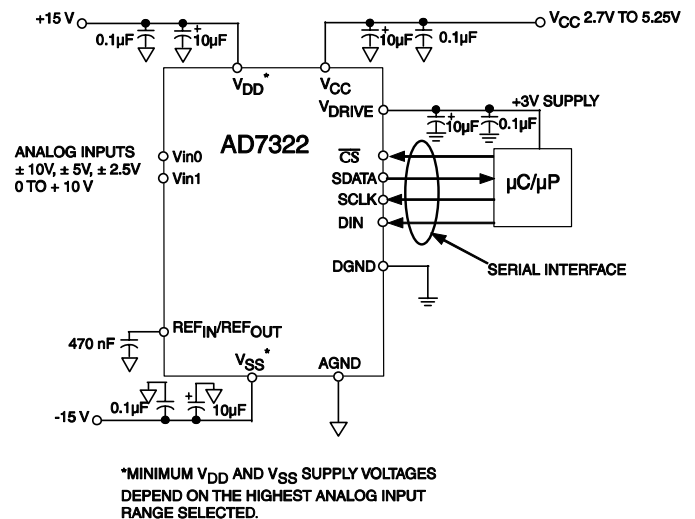 +15 V
0.1µF
+
10µF
+
10µF
0.1µF
VCC 2.7V TO 5.25V
VDD*
VCC
VDRIVE
AD7322
+
10µF
0.1µF
+3V SUPPLY
ANALOG INPUTS
± 10V, ± 5V, ± 2.5V
0 TO + 10 V
Vin0
Vin1
CS
SDATA
SCLK
DIN
µC/µP
DGND
SERIAL INTERFACE
REFIN/REFOUT
470 nF
VSS*
AGND
0.1µF
+
10µF
-15 V
*MINIMUM VDD AND VSS SUPPLY VOLTAGES
DEPEND ON THE HIGHEST ANALOG INPUT
RANGE SELECTED.